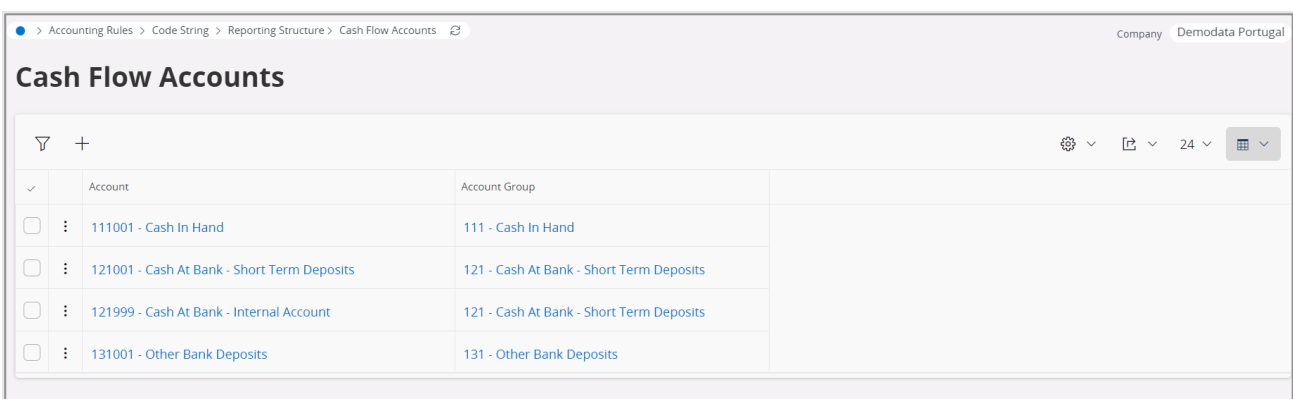 > Accounting Rules > Code String > Reporting Structure > Cash Flow Accounts
Company Demodata Portugal
Cash Flow Accounts
24
Account Account Group
111001 - Cash In Hand 111 - Cash In Hand
121001 - Cash At Bank - Short Term Deposits 121 - Cash At Bank - Short Term Deposits
121999 - Cash At Bank - Internal Account 121 - Cash At Bank - Short Term Deposits
131001 - Other Bank Deposits 131 - Other Bank Deposits